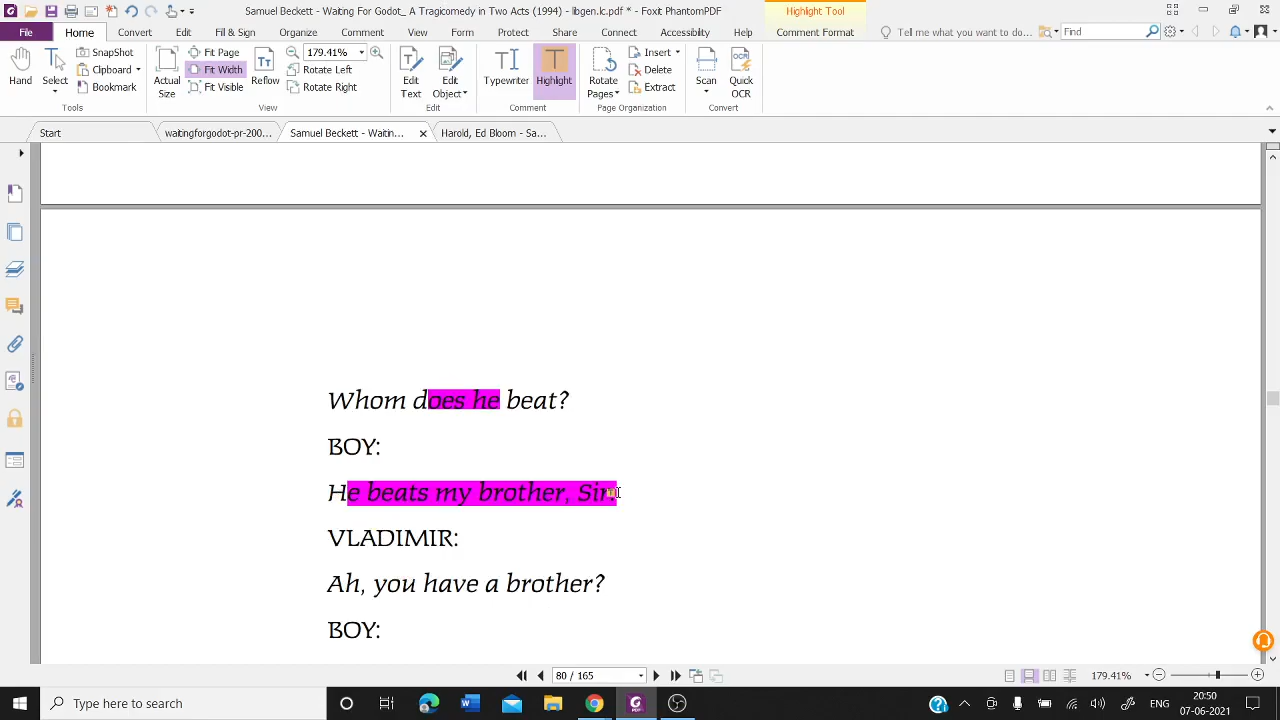 Samuel Beckett - Waiting For Godot_ A Tragicomedy in Two Acts (1994) - libgen.lc.pdf * - Foxit PhantomPDF
Highlight Tool
File Home Convert Edit Fill & Sign Organize Comment View Form Protect Share Connect Accessibility Help Comment Format Tell me what you want to do... Find
Hand
Select
SnapShot
Clipboard
Bookmark
Tools
Actual Size
Fit Page
Fit Width
Fit Visible
Reflow
179.41%
Rotate Left
Rotate Right
View
Edit Text
Edit Object
Edit
Typewriter
Highlight
Comment
Rotate Pages
Insert
Delete
Extract
Page Organization
Scan
Quick OCR
Convert
Start
waitingforgodot-pr-200...
Samuel Beckett - Waitin...
Harold, Ed Bloom - Sa...
Whom does he beat?
BOY:
He beats my brother, Sir.
VLADIMIR:
Ah, you have a brother?
BOY:
80 / 165
179.41%
Type here to search
ENG
20:50
07-06-2021